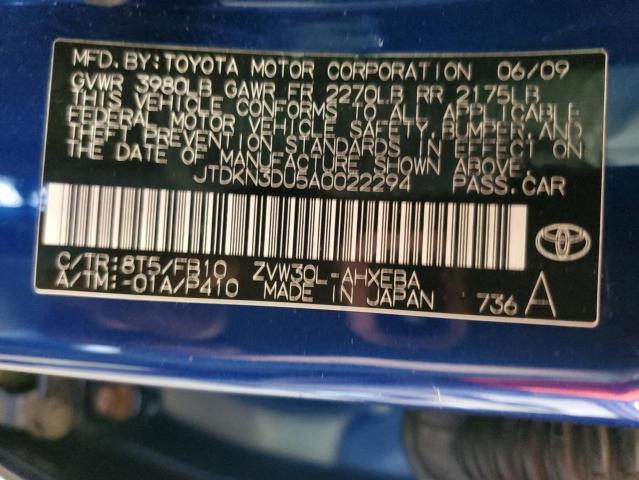 MFD. BY: TOYOTA MOTOR CORPORATION 06/09
GVWR 3980LB GAWR FR 2270LB RR 2175LB
THIS VEHICLE CONFORMS TO ALL APPLICABLE
FEDERAL MOTOR VEHICLE SAFETY, BUMPER, AND
THEFT PREVENTION STANDARDS IN EFFECT ON
THE DATE OF MANUFACTURE SHOWN ABOVE.
JTDKN3DU5A0022294 PASS. CAR
C/TR: 8T5/FB10 ZVW30L-AHXEBA
A/TM: -01A/P410 MADE IN JAPAN 736 A